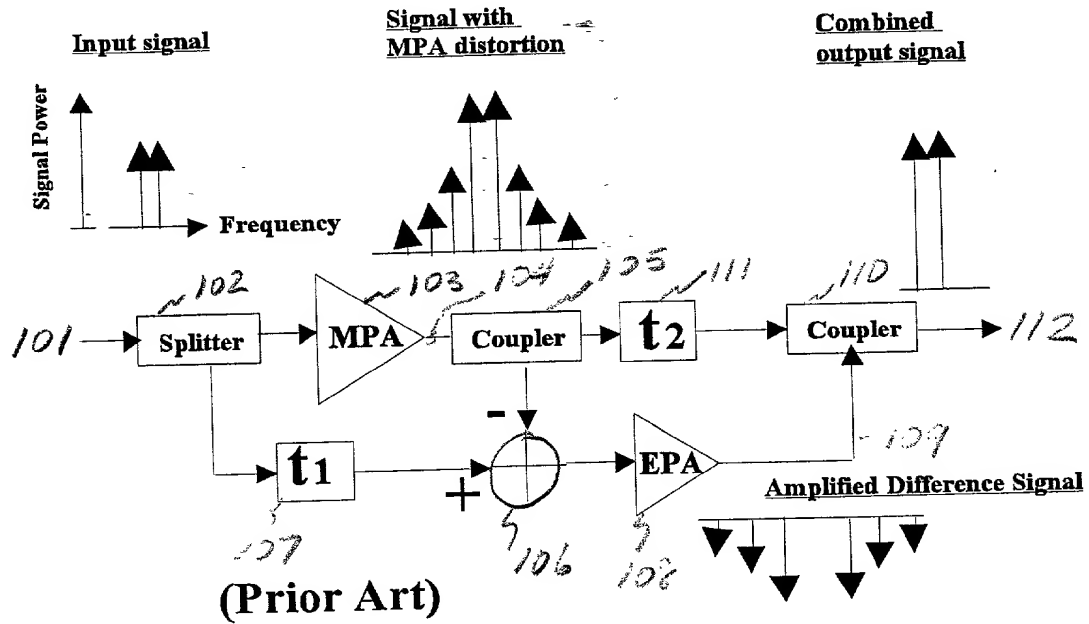 Input signal
Signal with
MPA distortion
Combined
output signal
Signal Power
Frequency
102
103
104
105
111
110
101
Splitter
MPA
Coupler
t2
Coupler
112
-
t1
+
EPA
109
Amplified Difference Signal
107
106
108
(Prior Art)